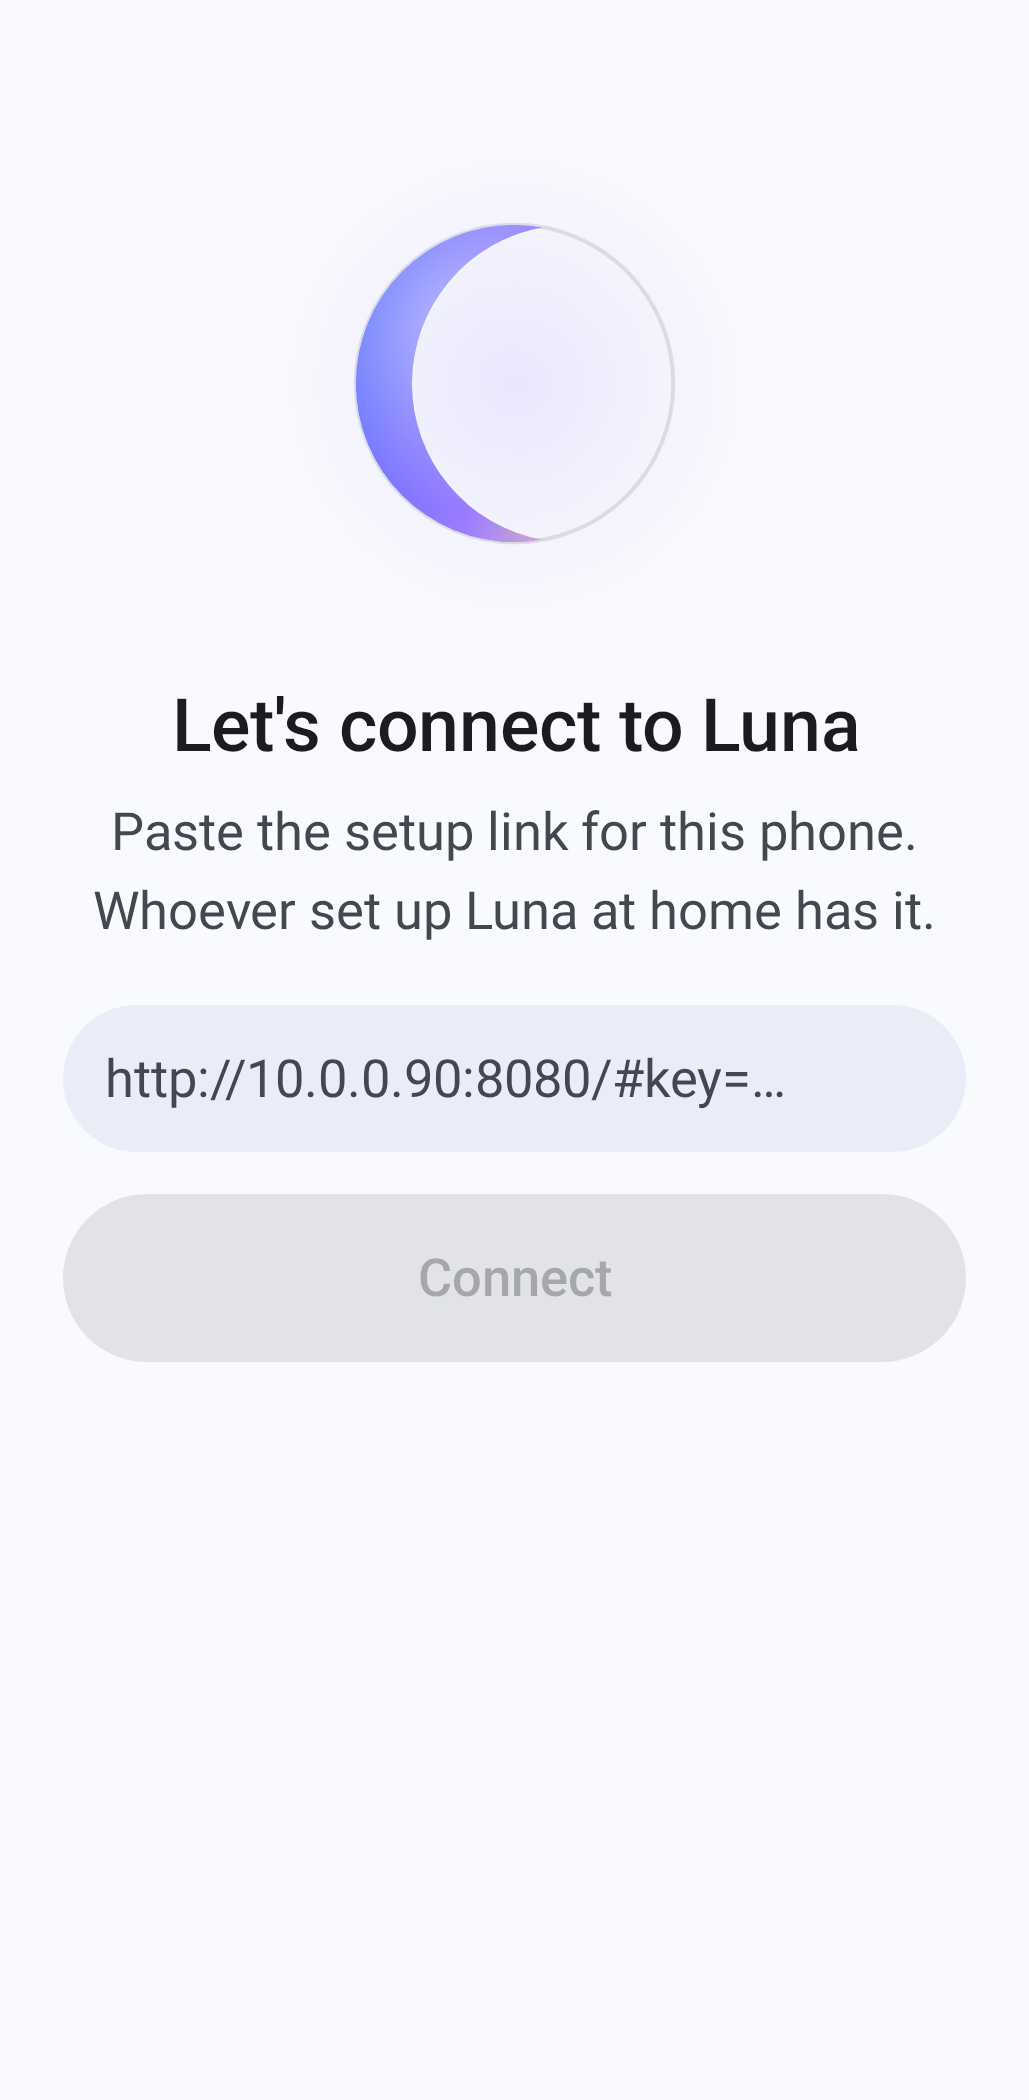 Let's connect to Luna
Paste the setup link for this phone.
Whoever set up Luna at home has it.
http://10.0.0.90:8080/#key=…
Connect